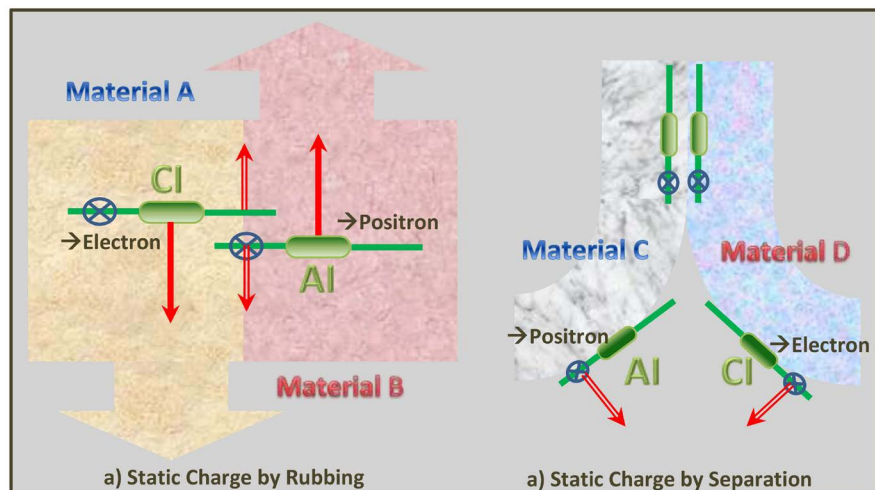 Material A
CI
→Electron
→Positron
AI
Material B
a) Static Charge by Rubbing
Material C
Material D
→Positron
AI
→Electron
CI
a) Static Charge by Separation